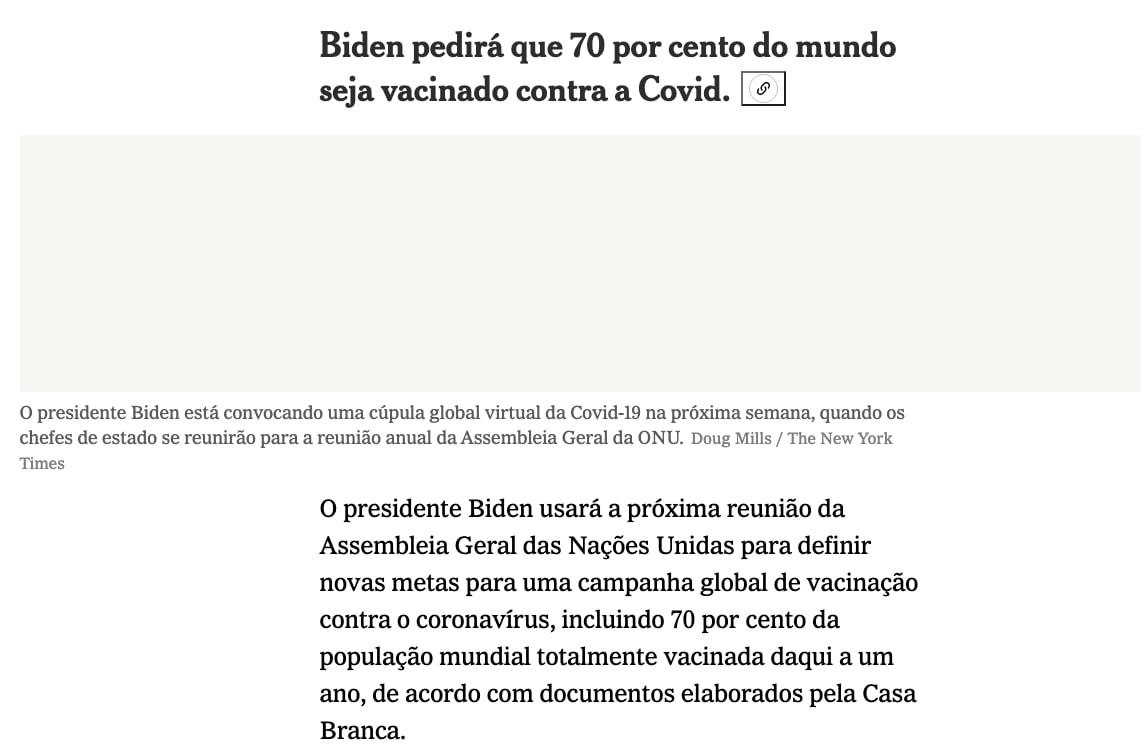 Biden pedirá que 70 por cento do mundo
seja vacinado contra a Covid.
O presidente Biden está convocando uma cúpula global virtual da Covid-19 na próxima semana, quando os
chefes de estado se reunirão para a reunião anual da Assembleia Geral da ONU. Doug Mills / The New York
Times
O presidente Biden usará a próxima reunião da
Assembleia Geral das Nações Unidas para definir
novas metas para uma campanha global de vacinação
contra o coronavírus, incluindo 70 por cento da
população mundial totalmente vacinada daqui a um
ano, de acordo com documentos elaborados pela Casa
Branca.